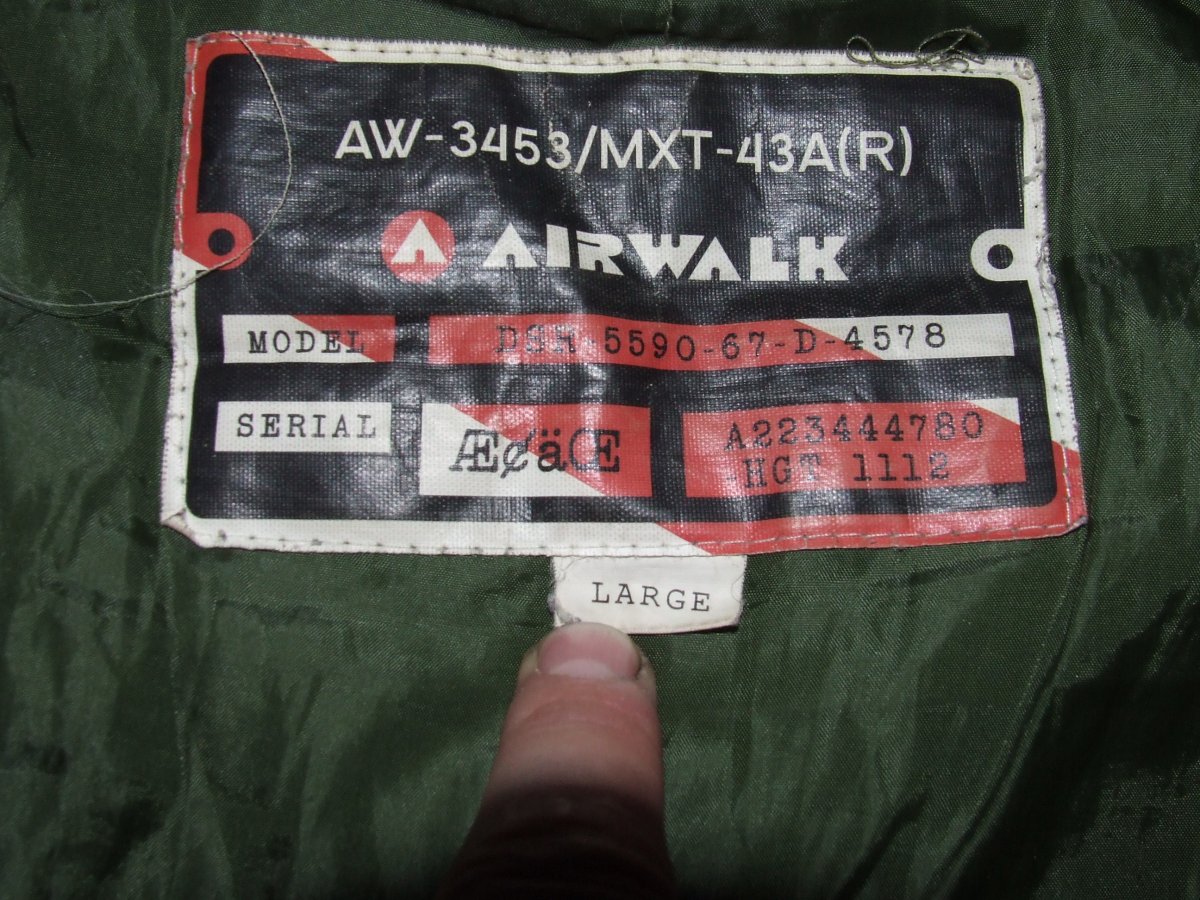 AW-3453/MXT-43A(R)
AIRWALK
MODEL DSR-5590-67-D-4578
SERIAL ÆȼäŒ A223444780
HGT 1112
LARGE